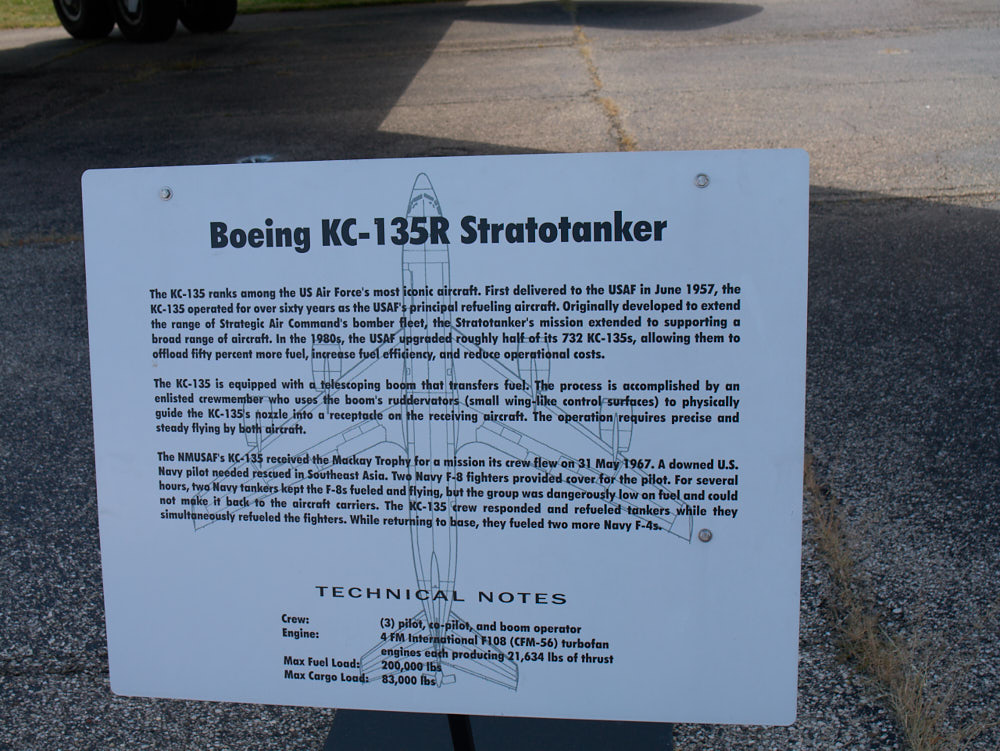 Boeing KC-135R Stratotanker
The KC-135 ranks among the US Air Force's most iconic aircraft. First delivered to the USAF in June 1957, the
KC-135 operated for over sixty years as the USAF's principal refueling aircraft. Originally developed to extend
the range of Strategic Air Command's bomber fleet, the Stratotanker's mission extended to supporting a
broad range of aircraft. In the 1980s, the USAF upgraded roughly half of its 732 KC-135s, allowing them to
offload fifty percent more fuel, increase fuel efficiency, and reduce operational costs.
The KC-135 is equipped with a telescoping boom that transfers fuel. The process is accomplished by an
enlisted crewmember who uses the boom's ruddervators (small wing-like control surfaces) to physically
guide the KC-135's nozzle into a receptacle on the receiving aircraft. The operation requires precise and
steady flying by both aircraft.
The NMUSAF's KC-135 received the Mackay Trophy for a mission its crew flew on 31 May 1967. A downed U.S.
Navy pilot needed rescued in Southeast Asia. Two Navy F-8 fighters provided cover for the pilot. For several
hours, two Navy tankers kept the F-8s fueled and flying, but the group was dangerously low on fuel and could
not make it back to the aircraft carriers. The KC-135 crew responded and refueled tankers while they
simultaneously refueled the fighters. While returning to base, they fueled two more Navy F-4s.
TECHNICAL NOTES
Crew: (3) pilot, co-pilot, and boom operator
Engine: 4 FM International F108 (CFM-56) turbofan
engines each producing 21,634 lbs of thrust
Max Fuel Load: 200,000 lbs
Max Cargo Load: 83,000 lbs